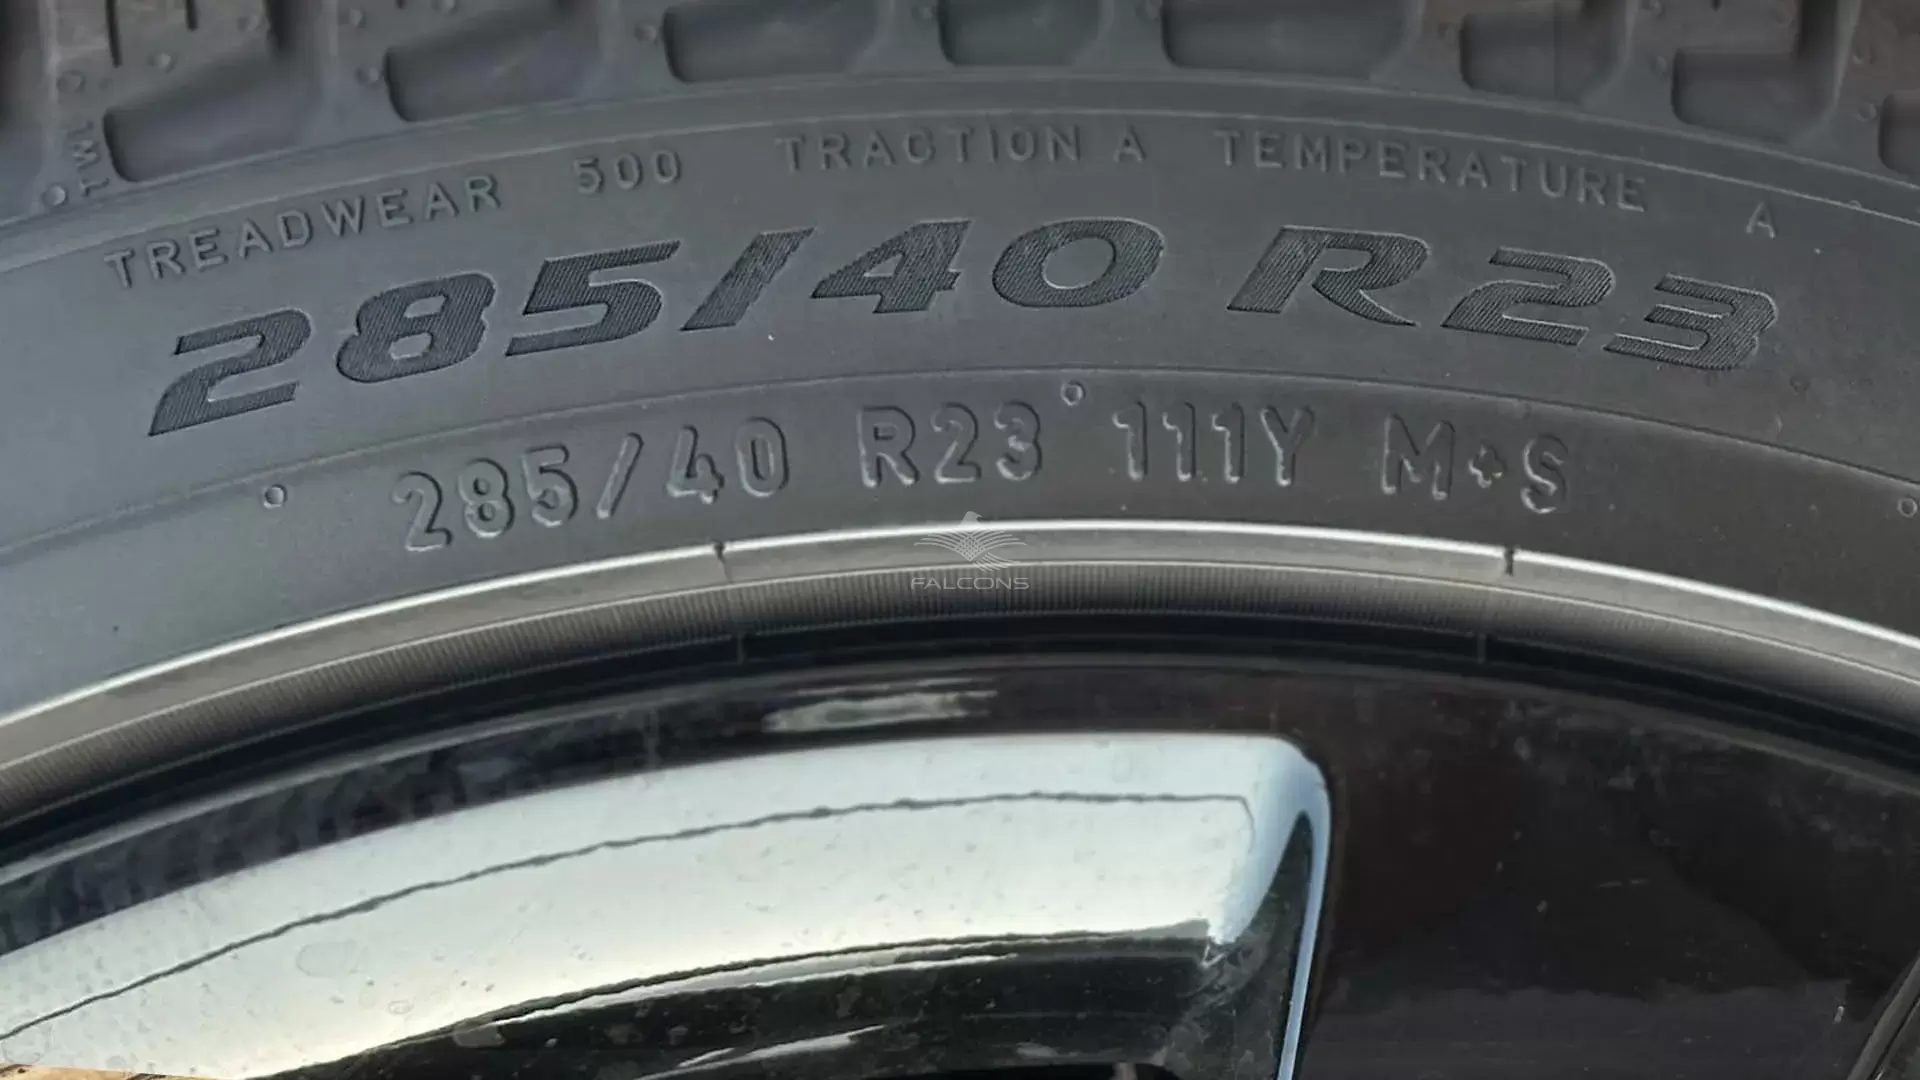 TWI
TREADWEAR 500 TRACTION A TEMPERATURE A
285/40 R23
285/40 R23 111Y M+S
FALCONS